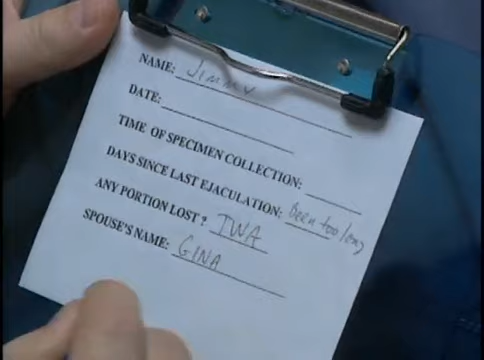 NAME: Jimmy
DATE:
TIME OF SPECIMEN COLLECTION:
DAYS SINCE LAST EJACULATION: Been too long
ANY PORTION LOST? TWA
SPOUSE'S NAME: GINA